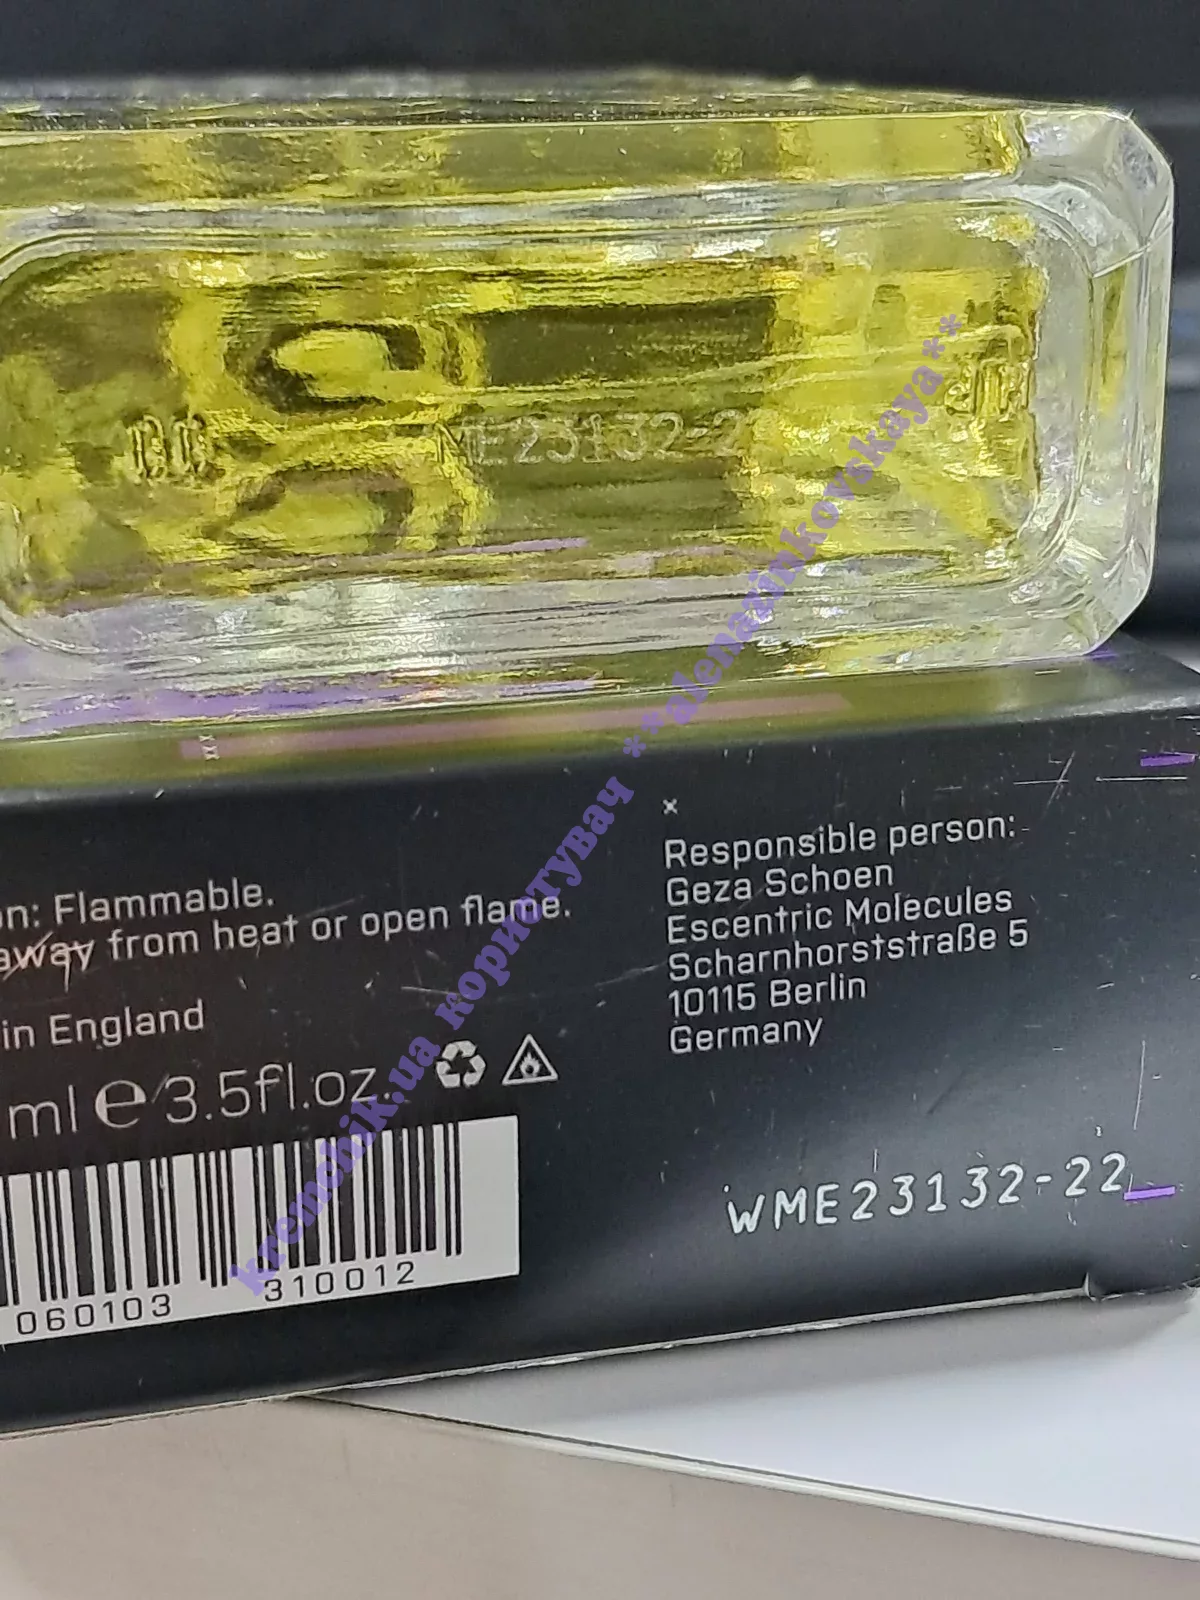 ME23132-2
on: Flammable.
away from heat or open flame.
in England
ml ℮ 3.5fl.oz.
060103 310012
x
Responsible person:
Geza Schoen
Escentric Molecules
Scharnhorststraße 5
10115 Berlin
Germany
WME23132-22
kremchik.ua користувач **alenazinkovskaya**